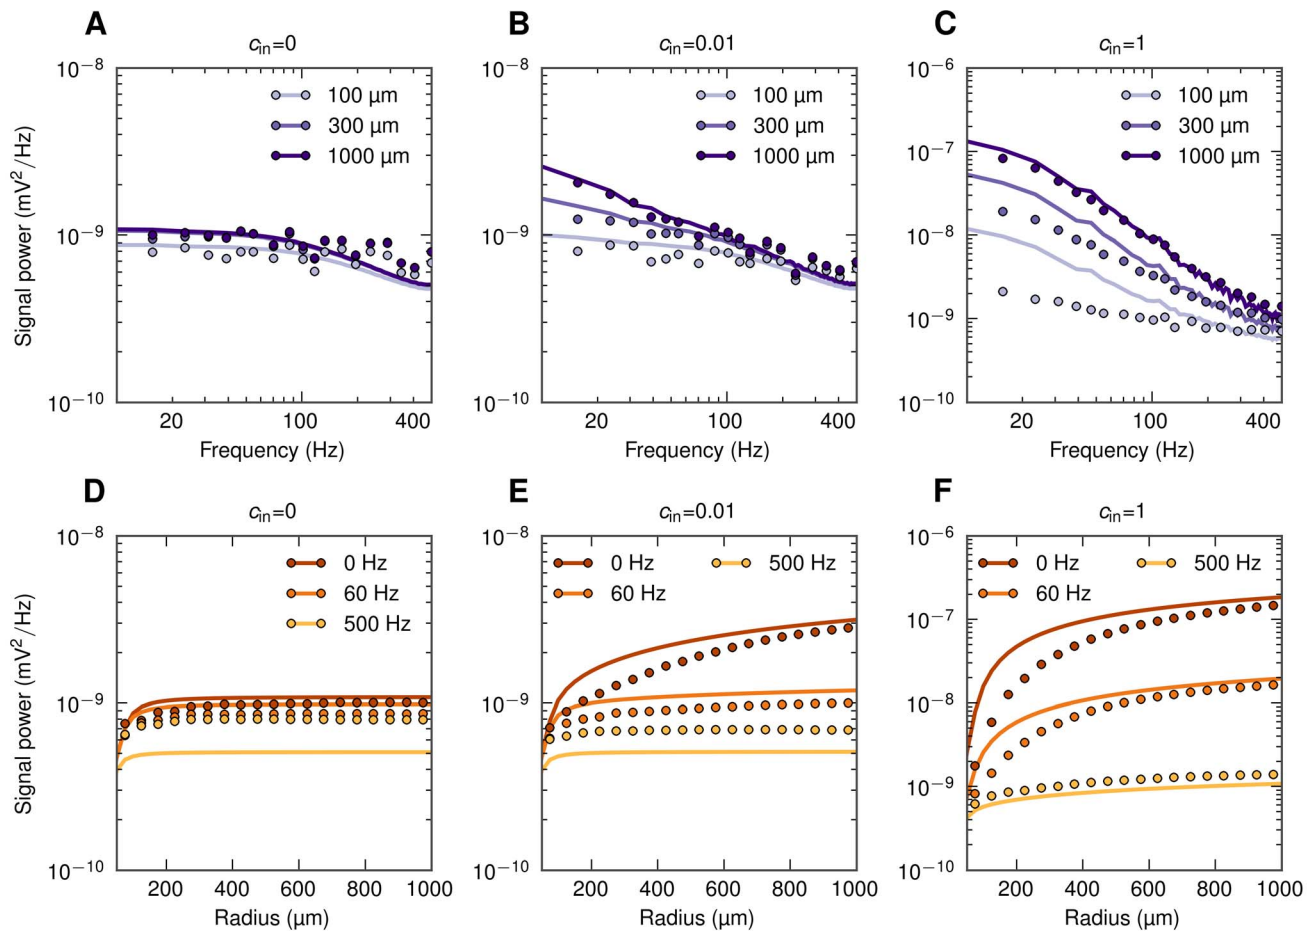 A
c_in=0
10⁻⁸
10⁻⁹
10⁻¹⁰
Signal power (mV²/Hz)
100 μm
300 μm
1000 μm
20
100
400
Frequency (Hz)
B
c_in=0.01
10⁻⁸
10⁻⁹
10⁻¹⁰
100 μm
300 μm
1000 μm
20
100
400
Frequency (Hz)
C
c_in=1
10⁻⁶
10⁻⁷
10⁻⁸
10⁻⁹
10⁻¹⁰
100 μm
300 μm
1000 μm
20
100
400
Frequency (Hz)
D
c_in=0
10⁻⁸
10⁻⁹
10⁻¹⁰
Signal power (mV²/Hz)
0 Hz
60 Hz
500 Hz
200
400
600
800
1000
Radius (μm)
E
c_in=0.01
10⁻⁸
10⁻⁹
10⁻¹⁰
0 Hz
60 Hz
500 Hz
200
400
600
800
1000
Radius (μm)
F
c_in=1
10⁻⁶
10⁻⁷
10⁻⁸
10⁻⁹
10⁻¹⁰
0 Hz
60 Hz
500 Hz
200
400
600
800
1000
Radius (μm)